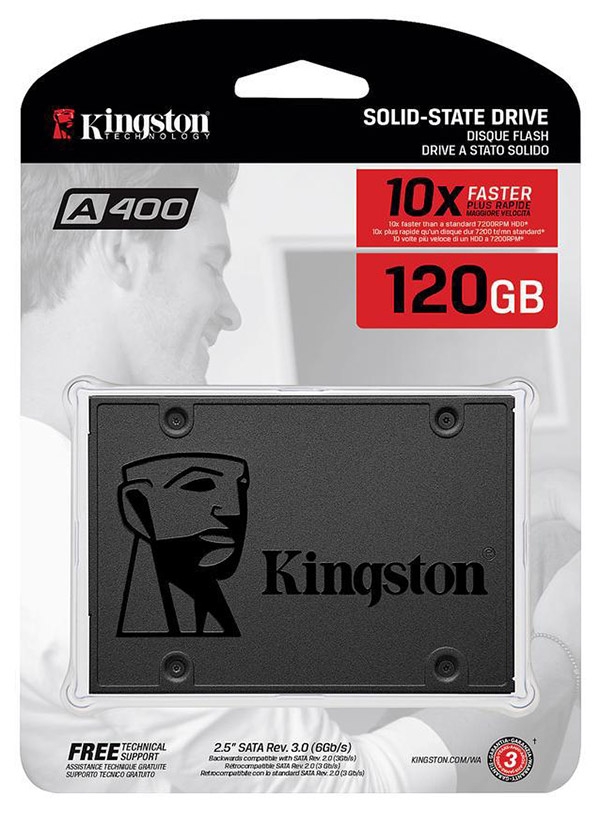 Kingston
TECHNOLOGY
SOLID-STATE DRIVE
DISQUE FLASH
DRIVE A STATO SOLIDO
A400
10x FASTER
PLUS RAPIDE
MAGGIORE VELOCITÀ
10x faster than a standard 7200RPM HDD*
10x plus rapide qu'un disque dur 7200 tr/mn standard*
10 volte più veloce di un HDD a 7200RPM*
120GB
Kingston
FREE TECHNICAL SUPPORT
ASSISTANCE TECHNIQUE GRATUITE
SUPPORTO TECNICO GRATUITO
2.5" SATA Rev. 3.0 (6Gb/s)
Backwards compatible with SATA Rev. 2.0 (3Gb/s)
Rétrocompatible SATA Rev. 2.0 (3 Gb/s)
Retrocompatibile con lo standard SATA Rev. 2.0 (3 Gb/s)
KINGSTON.COM/WA
GARANTIA
3
†